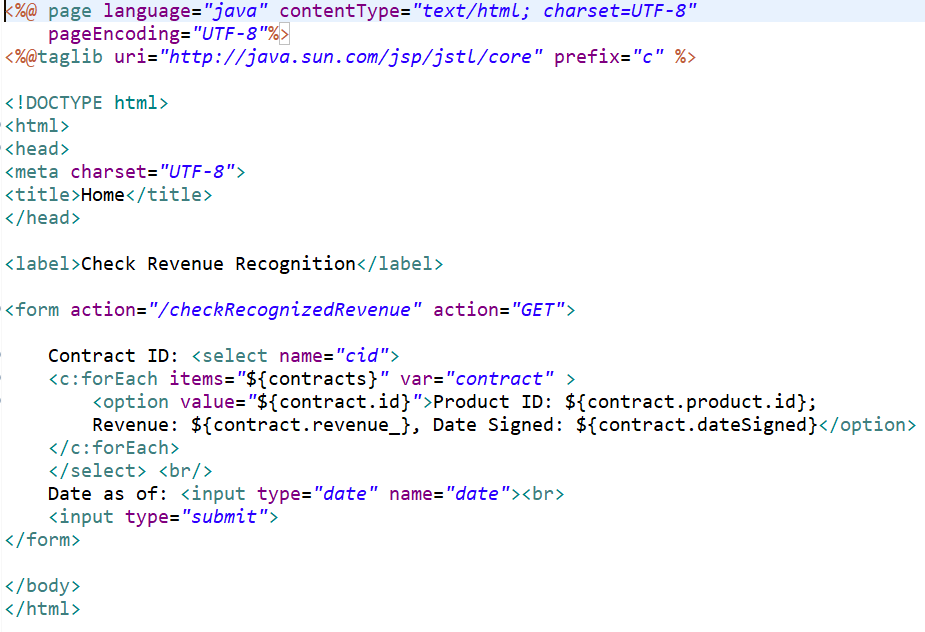 <%@ page language="java" contentType="text/html; charset=UTF-8"
    pageEncoding="UTF-8"%>
<%@taglib uri="http://java.sun.com/jsp/jstl/core" prefix="c" %>

<!DOCTYPE html>
<html>
<head>
<meta charset="UTF-8">
<title>Home</title>
</head>

<label>Check Revenue Recognition</label>

<form action="/checkRecognizedRevenue" action="GET">

    Contract ID: <select name="cid">
    <c:forEach items="${contracts}" var="contract" >
        <option value="${contract.id}">Product ID: ${contract.product.id};
        Revenue: ${contract.revenue_}, Date Signed: ${contract.dateSigned}</option>
    </c:forEach>
    </select> <br/>
    Date as of: <input type="date" name="date"><br>
    <input type="submit">
</form>

</body>
</html>